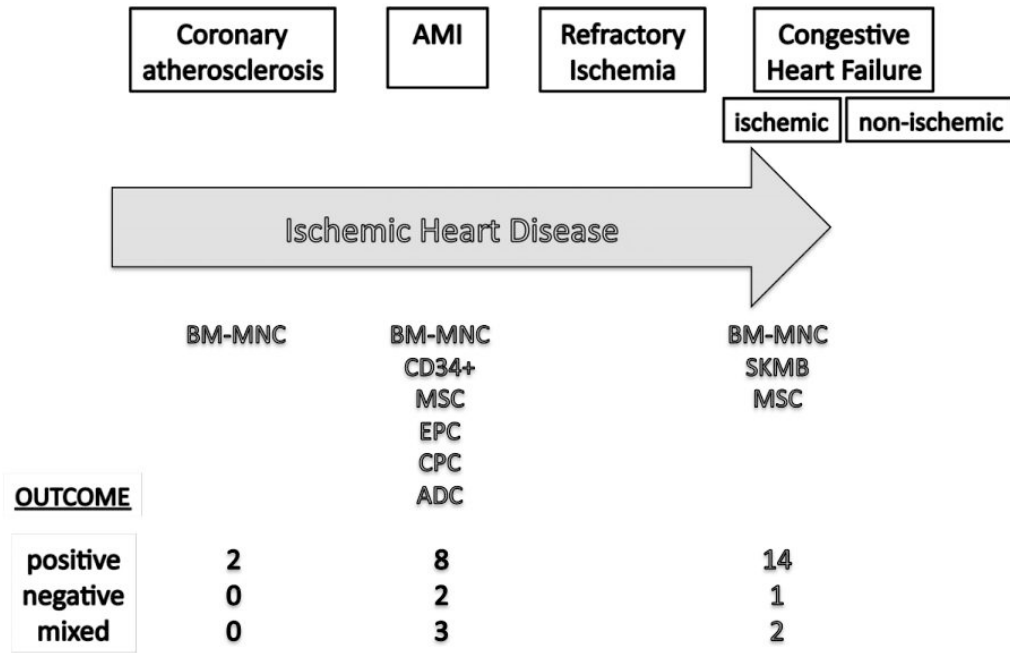 Coronary atherosclerosis
AMI
Refractory Ischemia
Congestive Heart Failure
ischemic
non-ischemic
Ischemic Heart Disease
BM-MNC BM-MNC BM-MNC
CD34+ SKMB
MSC MSC
EPC
CPC
OUTCOME ADC
positive 2 8 14
negative 0 2 1
mixed 0 3 2